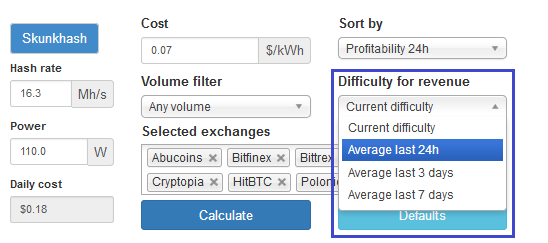 Skunkhash
Hash rate
16.3 Mh/s
Power
110.0 W
Daily cost
$0.18
Cost
0.07 $/kWh
Volume filter
Any volume
Selected exchanges
Abucoins × Bitfinex × Bittrex
Cryptopia × HitBTC × Polonie
Calculate
Sort by
Profitability 24h
Difficulty for revenue
Current difficulty
Current difficulty
Average last 24h
Average last 3 days
Average last 7 days
Defaults